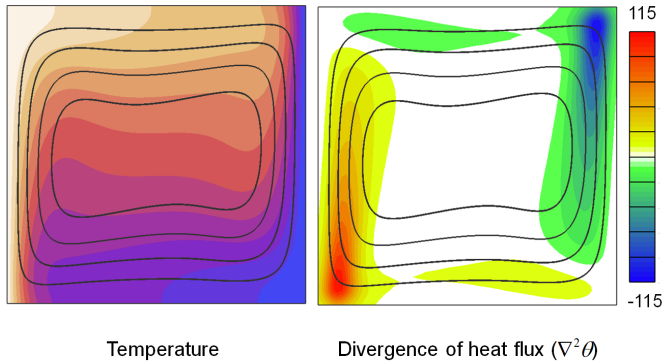 115
-115
Temperature
Divergence of heat flux (∇²θ)